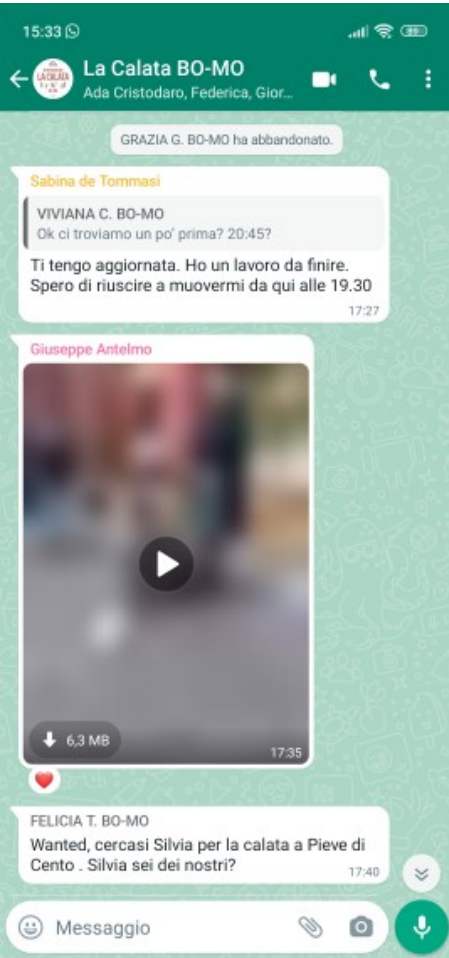 15:33
89
La Calata BO-MO
Ada Cristodaro, Federica, Gior...
GRAZIA G. BO-MO ha abbandonato.
Sabina de Tommasi
VIVIANA C. BO-MO
Ok ci troviamo un po' prima? 20:45?
Ti tengo aggiornata. Ho un lavoro da finire.
Spero di riuscire a muovermi da qui alle 19.30
17:27
Giuseppe Antelmo
6,3 MB
17:35
FELICIA T. BO-MO
Wanted, cercasi Silvia per la calata a Pieve di
Cento . Silvia sei dei nostri?
17:40
Messaggio